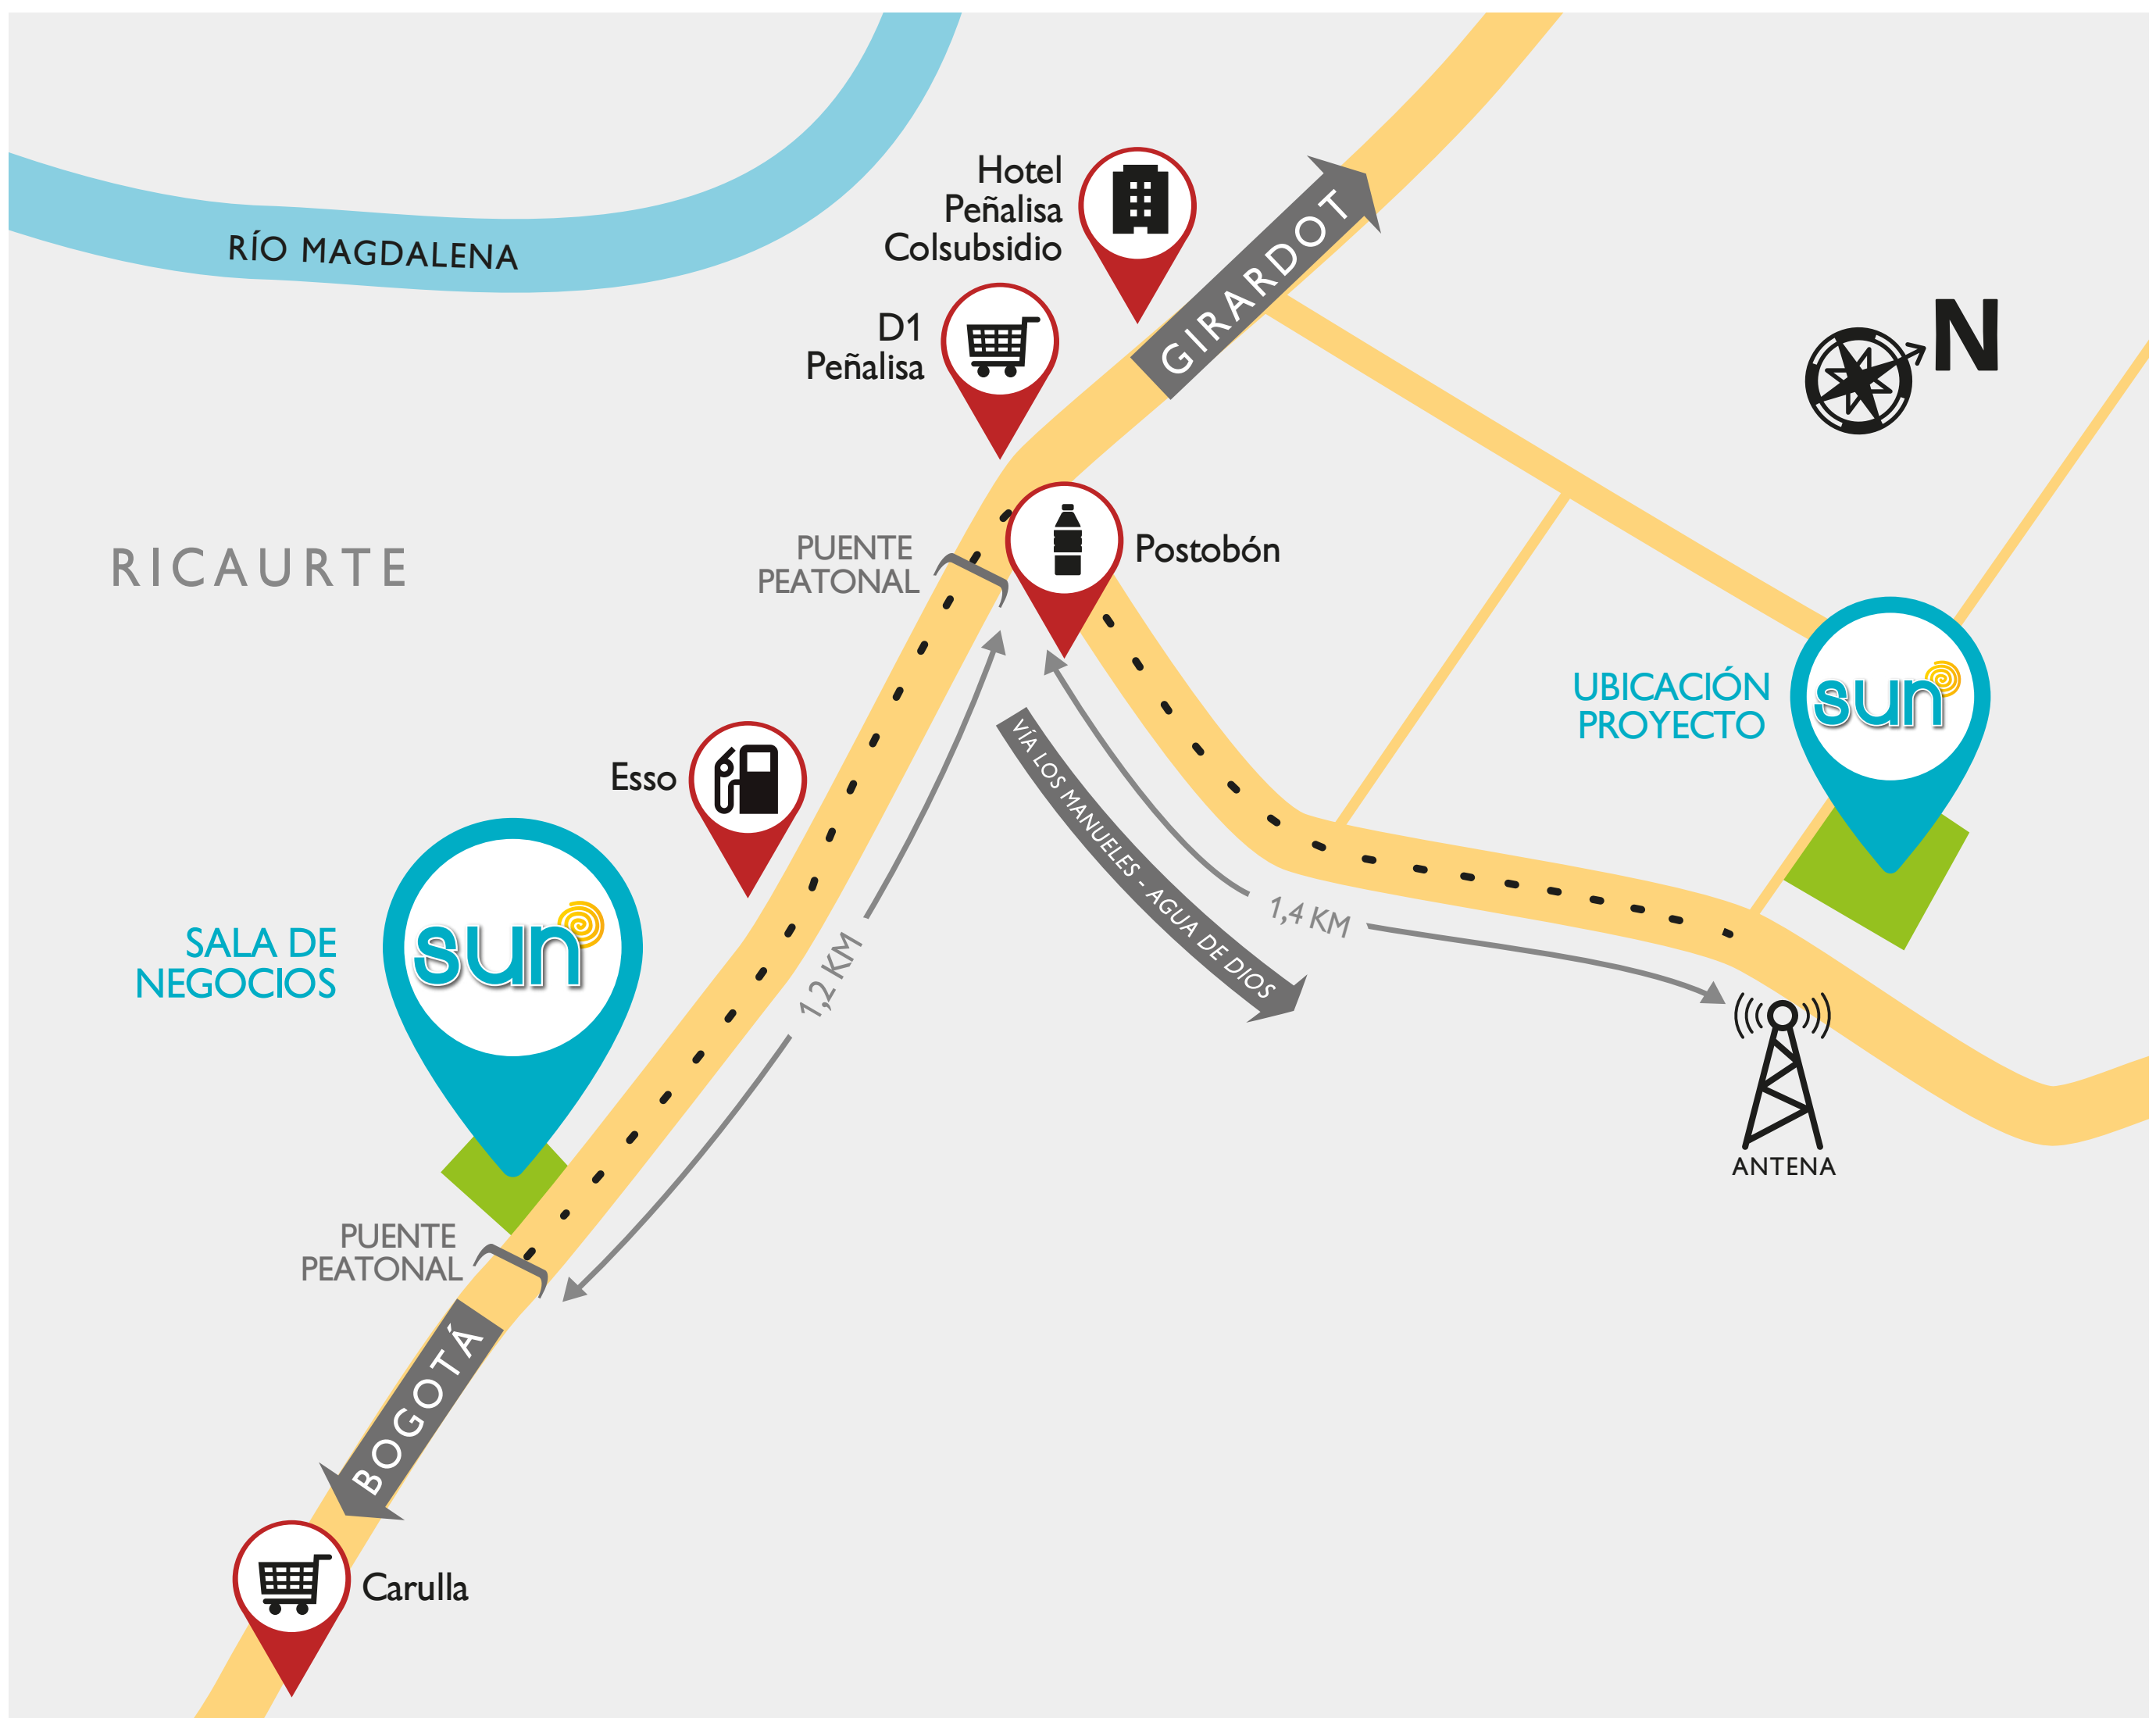 Hotel
Peñalisa
Colsubsidio
GIRARDOT
RÍO MAGDALENA
D1
Peñalisa
N
RICAURTE
PUENTE
PEATONAL
Postobón
UBICACIÓN
PROYECTO
sun
Esso
VÍA LOS MANUELES - AGUA DE DIOS
1,4 KM
SALA DE
NEGOCIOS
sun
1,2 KM
ANTENA
PUENTE
PEATONAL
BOGOTÁ
Carulla